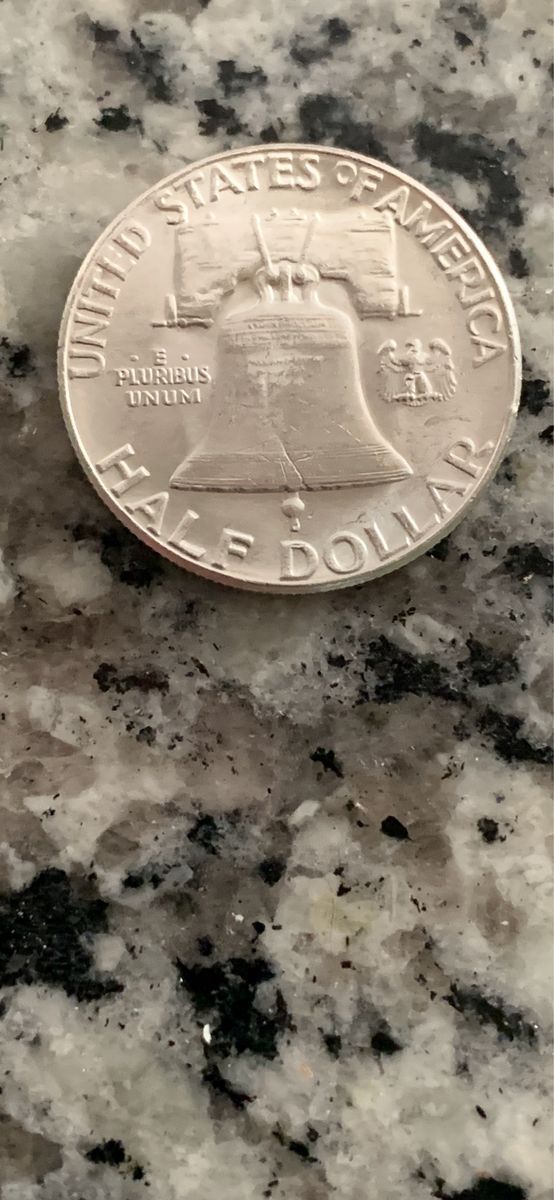 UNITED STATES OF AMERICA
· E ·
PLURIBUS
UNUM
HALF DOLLAR